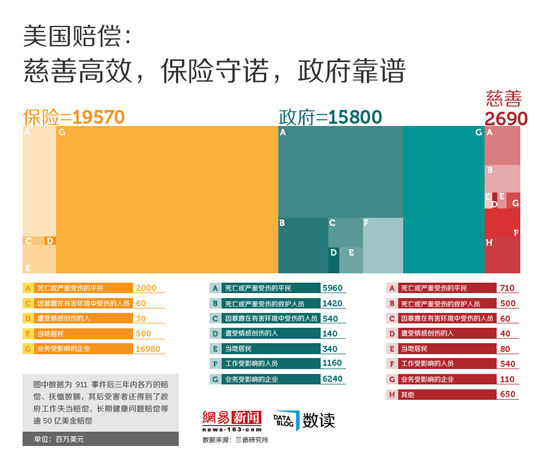 美国赔偿:
慈善高效，保险守诺，政府靠谱
保险=19570
政府=15800
慈善
2690
A
G
C
D
E
A
G
B
C
F
D
E
A
B
C
D
E
G
F
H
A 死亡或严重受伤的平民 2000
C 因暴露在有害环境中受伤的人员 60
D 遭受情感创伤的人 30
E 当地居民 500
G 业务受影响的企业 16980
A 死亡或严重受伤的平民 5960
B 死亡或严重受伤的救护人员 1420
C 因暴露在有害环境中受伤的人员 540
D 遭受情感创伤的人 140
E 当地居民 340
F 工作受影响的人员 1160
G 业务受影响的企业 6240
A 死亡或严重受伤的平民 710
B 死亡或严重受伤的救护人员 500
C 因暴露在有害环境中受伤的人员 60
D 遭受情感创伤的人 40
E 当地居民 80
F 工作受影响的人员 540
G 业务受影响的企业 110
H 其他 650
图中数据为 911 事件后三年内各方的赔
偿、抚恤数额，其后受害者还得到了政
府工作失当赔偿、长期健康问题赔偿等
逾 50 亿美金赔偿
单位：百万美元
網易 新闻
news·163.com
DATA
BLOG
数读
数据来源：兰德研究所